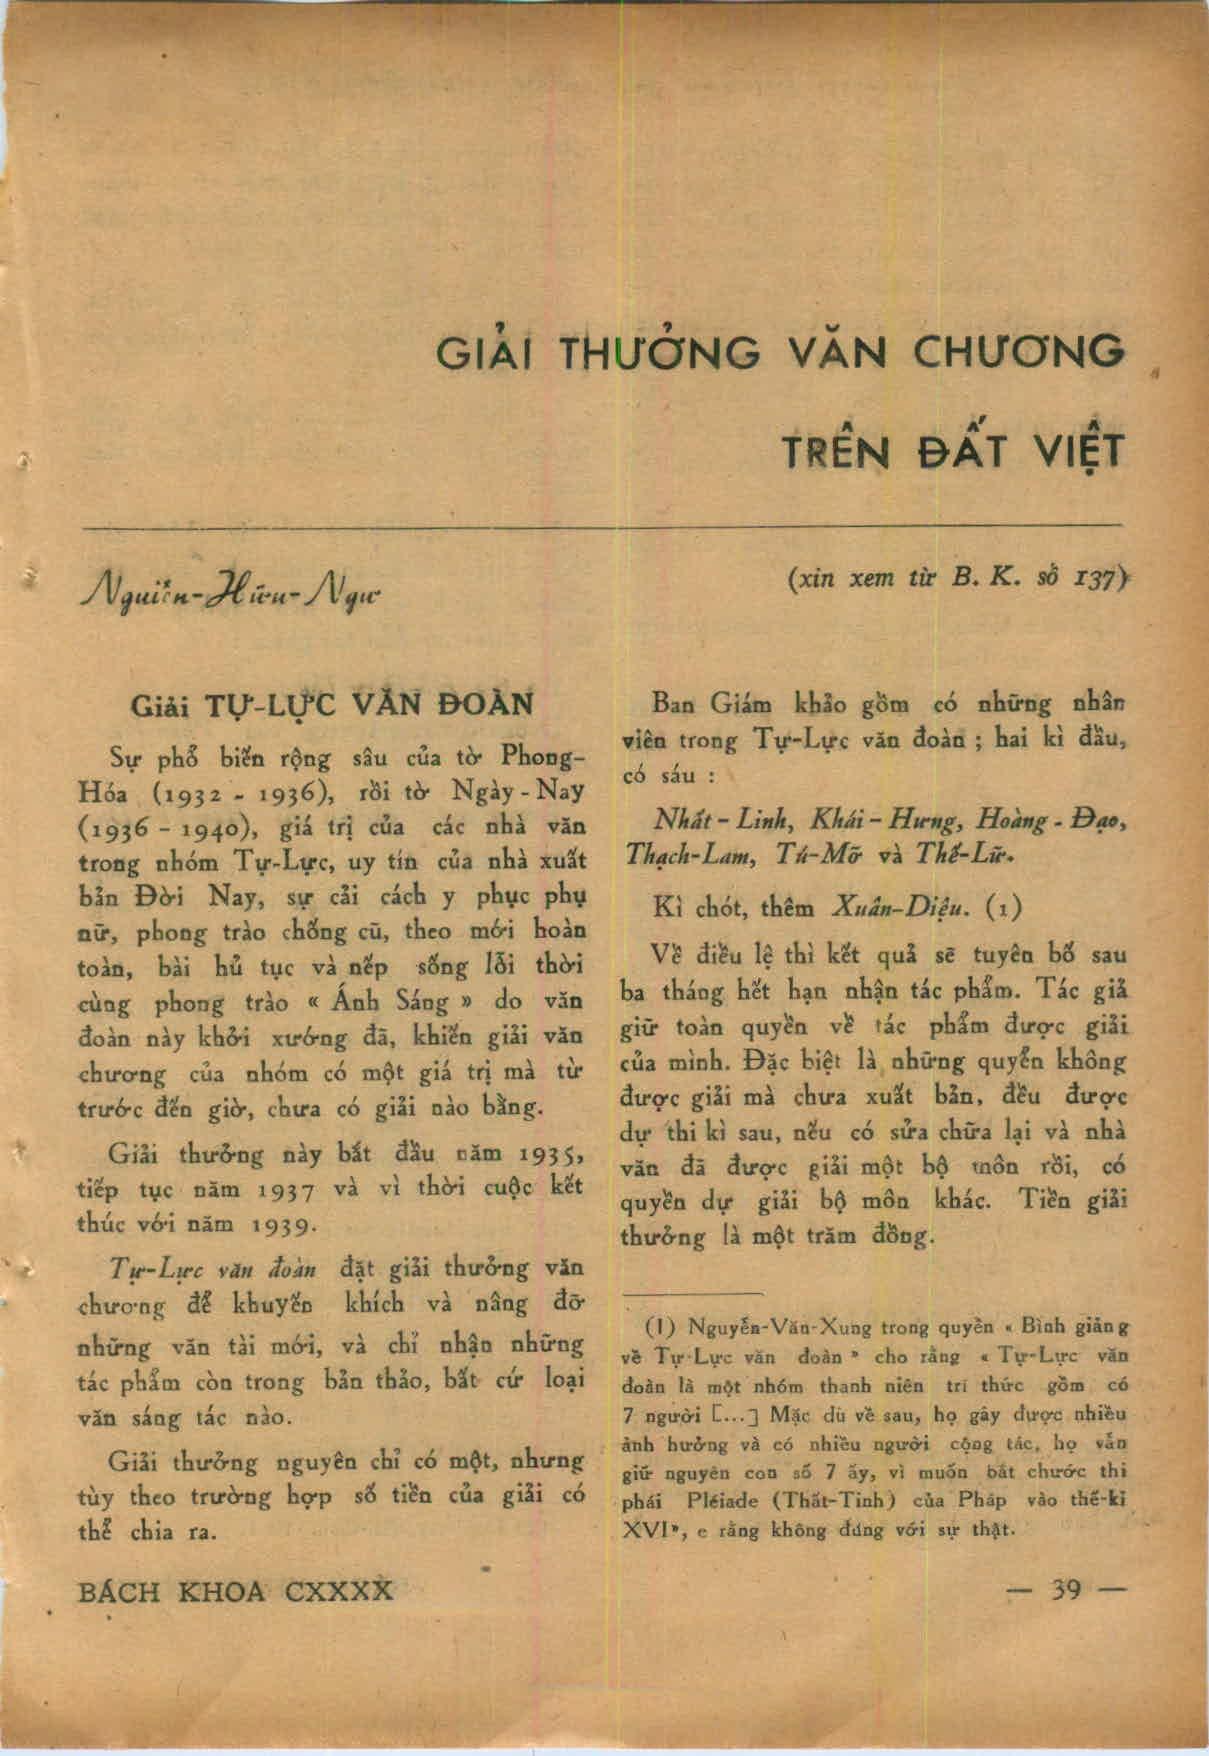 GIẢI THƯỞNG VĂN CHƯƠNG
TRÊN ĐẤT VIỆT
Nguiễn-Hữu-Ngư
(xin xem từ B. K. số 137)
Giải TỰ-LỰC VĂN ĐOÀN
Sự phổ biến rộng sâu của tờ Phong-
Hóa (1932 - 1936), rồi tờ Ngày-Nay
(1936 - 1940), giá trị của các nhà văn
trong nhóm Tự-Lực, uy tín của nhà xuất
bản Đời Nay, sự cải cách y phục phụ
nữ, phong trào chống cũ, theo mới hoàn
toàn, bài hủ tục và nếp sống lỗi thời
cùng phong trào « Ánh Sáng » do văn
đoàn này khởi xướng đã, khiến giải văn
chương của nhóm có một giá trị mà từ
trước đến giờ, chưa có giải nào bằng.
Giải thưởng này bắt đầu năm 1935,
tiếp tục năm 1937 và vì thời cuộc kết
thúc với năm 1939.
Tự-Lực văn đoàn đặt giải thưởng văn
chương để khuyến khích và nâng đỡ
những văn tài mới, và chỉ nhận những
tác phẩm còn trong bản thảo, bất cứ loại
văn sáng tác nào.
Giải thưởng nguyên chỉ có một, nhưng
tùy theo trường hợp số tiền của giải có
thể chia ra.
Ban Giám khảo gồm có những nhân
viên trong Tự-Lực văn đoàn ; hai kì đầu,
có sáu :
Nhất - Linh, Khái - Hưng, Hoàng - Đạo,
Thạch-Lam, Tú-Mỡ và Thế-Lữ.
Kì chót, thêm Xuân-Diệu. (1)
Về điều lệ thì kết quả sẽ tuyên bố sau
ba tháng hết hạn nhận tác phẩm. Tác giả
giữ toàn quyền về tác phẩm được giải
của mình. Đặc biệt là những quyển không
được giải mà chưa xuất bản, đều được
dự thi kì sau, nếu có sửa chữa lại và nhà
văn đã được giải một bộ môn rồi, có
quyền dự giải bộ môn khác. Tiền giải
thưởng là một trăm đồng.
(1) Nguyễn-Văn-Xung trong quyển « Bình giảng
về Tự-Lực văn đoàn » cho rằng « Tự-Lực văn
đoàn là một nhóm thanh niên trí thức gồm có
7 người [...] Mặc dù về sau, họ gây được nhiều
ảnh hưởng và có nhiều người cộng tác, họ vẫn
giữ nguyên con số 7 ấy, vì muốn bắt chước thi
phái Pléiade (Thất-Tinh) của Pháp vào thế-kỉ
XVI», e rằng không đúng với sự thật.
BÁCH KHOA CXXXX
— 39 —